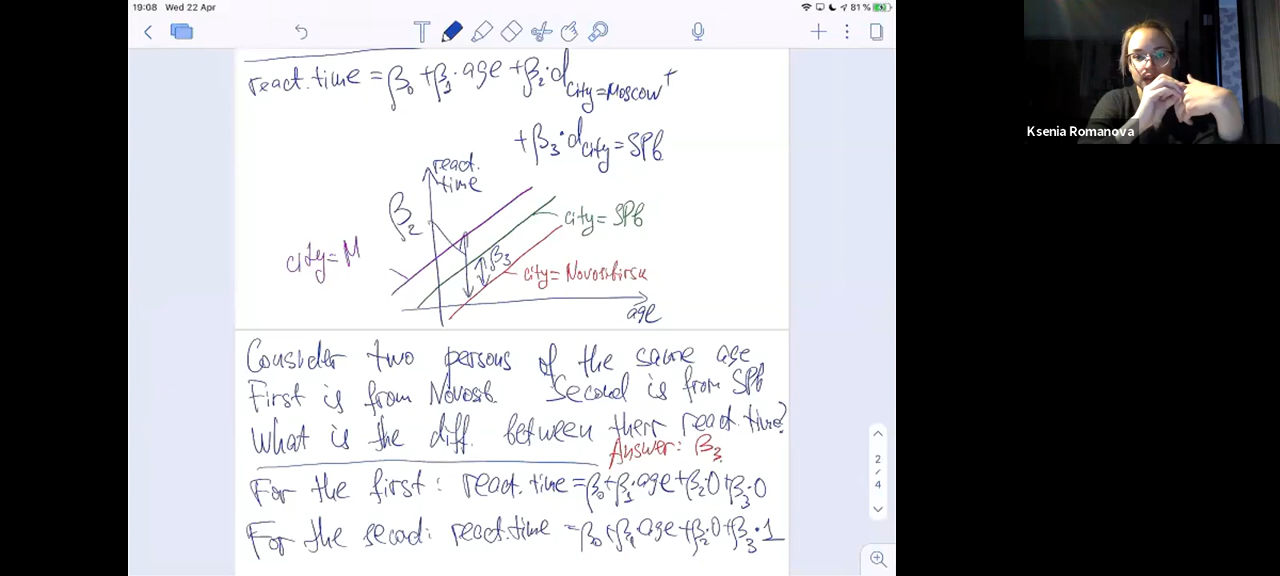 19:08 Wed 22 Apr
81%
react.time = β₀ + β₁ · age + β₂ · d city=Moscow +
+ β₃ · d city = SPb
react. time
β₂
city = SPb
city = M
β₃
city = Novosibirsk
age
Consider two persons of the same age
First is from Novosib. Second is from SPb
What is the diff. between their react. time?
Answer: β₃
For the first: react. time = β₀ + β₁ · age + β₂ · 0 + β₃ · 0
For the secod: react. time = β₀ + β₁ · age + β₂ · 0 + β₃ · 1
2
/
4
Ksenia Romanova